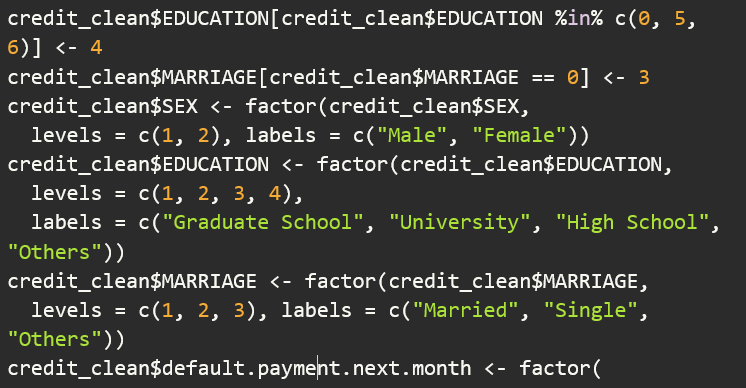 credit_clean$EDUCATION[credit_clean$EDUCATION %in% c(0, 5,
6)] <- 4
credit_clean$MARRIAGE[credit_clean$MARRIAGE == 0] <- 3
credit_clean$SEX <- factor(credit_clean$SEX,
  levels = c(1, 2), labels = c("Male", "Female"))
credit_clean$EDUCATION <- factor(credit_clean$EDUCATION,
  levels = c(1, 2, 3, 4),
  labels = c("Graduate School", "University", "High School",
"Others"))
credit_clean$MARRIAGE <- factor(credit_clean$MARRIAGE,
  levels = c(1, 2, 3), labels = c("Married", "Single",
"Others"))
credit_clean$default.payment.next.month <- factor(